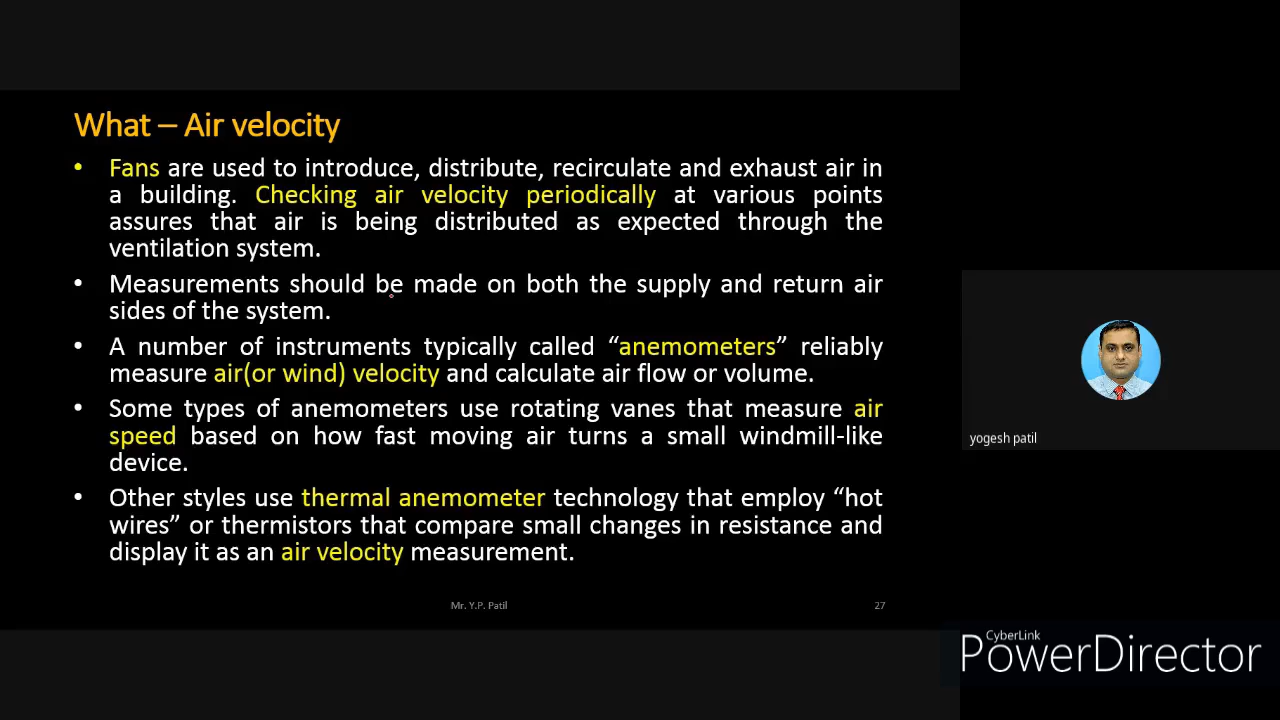 What – Air velocity
• Fans are used to introduce, distribute, recirculate and exhaust air in
a building. Checking air velocity periodically at various points
assures that air is being distributed as expected through the
ventilation system.
• Measurements should be made on both the supply and return air
sides of the system.
• A number of instruments typically called “anemometers” reliably
measure air(or wind) velocity and calculate air flow or volume.
• Some types of anemometers use rotating vanes that measure air
speed based on how fast moving air turns a small windmill-like
device.
• Other styles use thermal anemometer technology that employ “hot
wires” or thermistors that compare small changes in resistance and
display it as an air velocity measurement.
Mr. Y.P. Patil
27
yogesh patil
CyberLink
PowerDirector